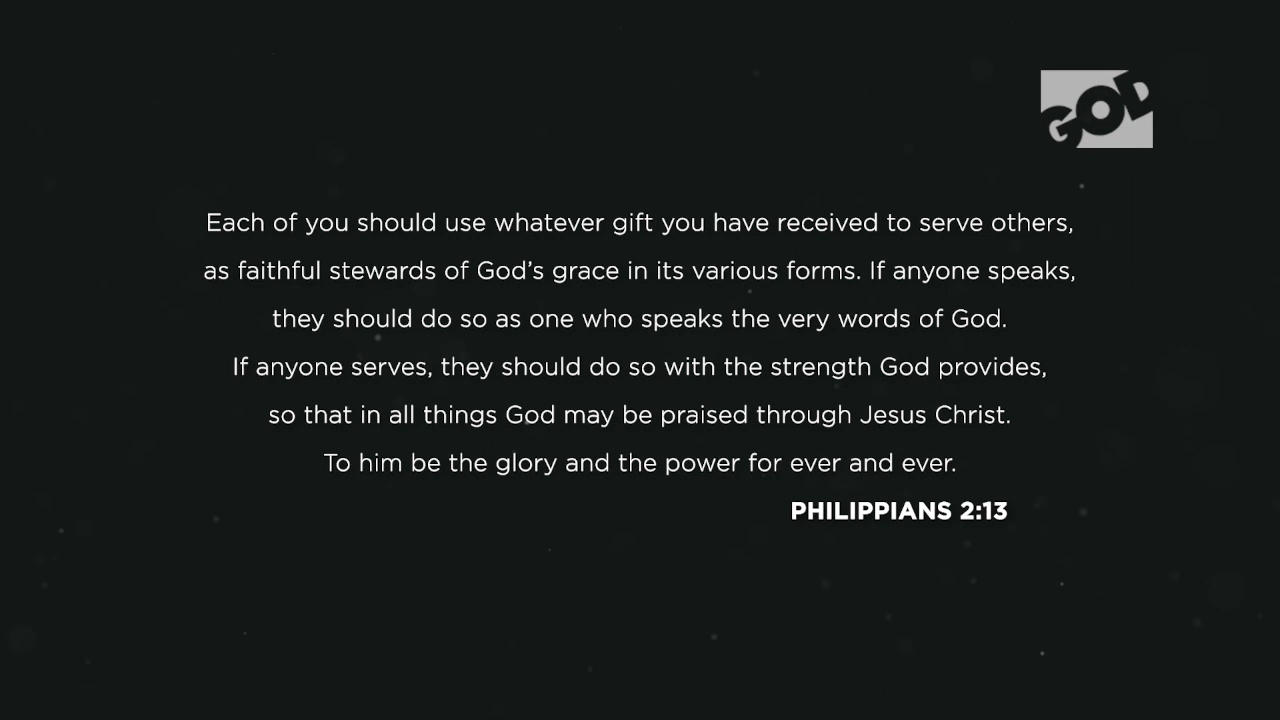 GOD
Each of you should use whatever gift you have received to serve others,
as faithful stewards of God’s grace in its various forms. If anyone speaks,
they should do so as one who speaks the very words of God.
If anyone serves, they should do so with the strength God provides,
so that in all things God may be praised through Jesus Christ.
To him be the glory and the power for ever and ever.
PHILIPPIANS 2:13